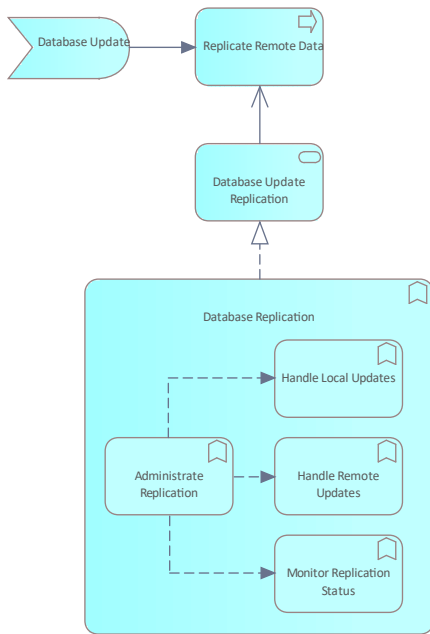 Database Update
Replicate Remote Data
Database Update
Replication
Database Replication
Handle Local Updates
Administrate
Replication
Handle Remote
Updates
Monitor Replication
Status